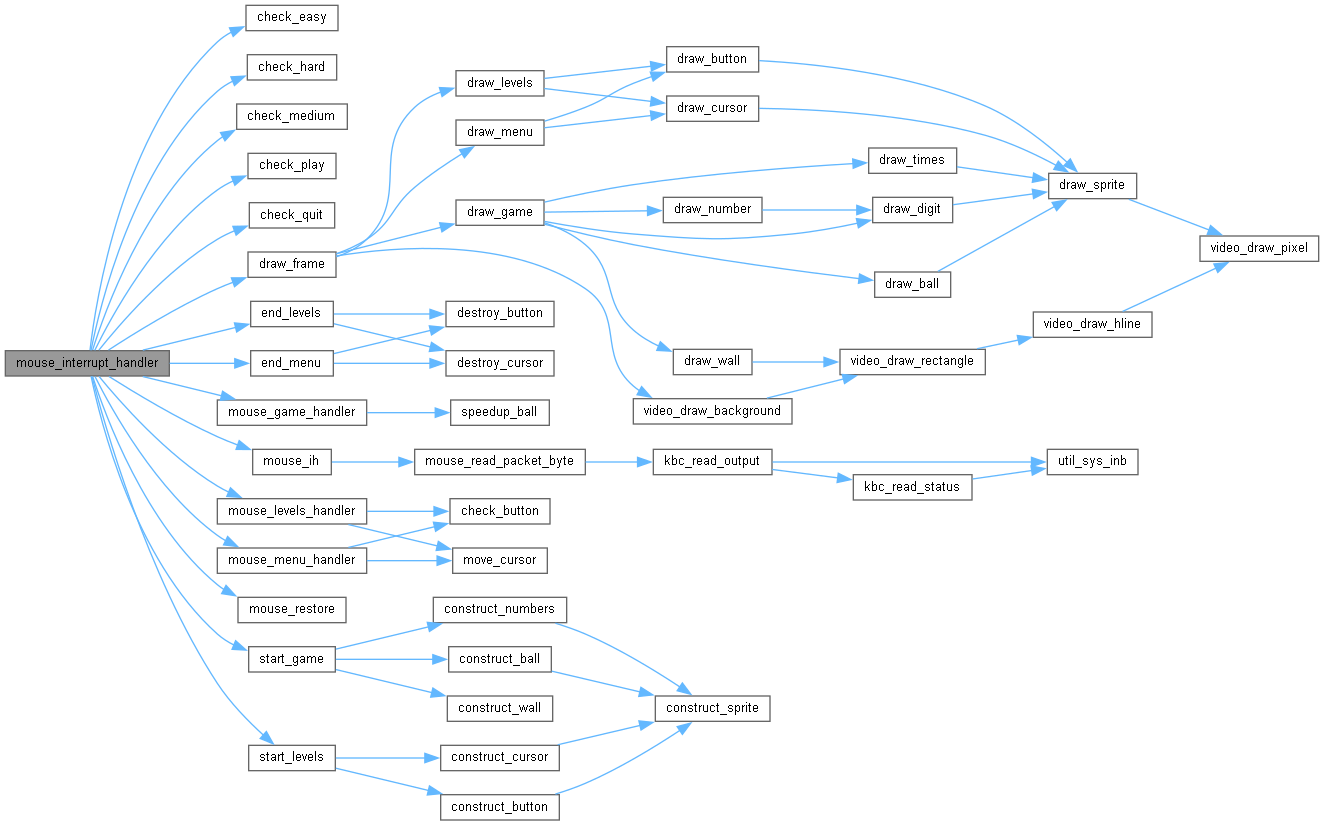 check_easy
check_hard
check_medium
check_play
check_quit
draw_frame
end_levels
end_menu
mouse_interrupt_handler
mouse_game_handler
mouse_ih
mouse_levels_handler
mouse_menu_handler
mouse_restore
start_game
start_levels
draw_levels
draw_menu
draw_game
destroy_button
destroy_cursor
speedup_ball
mouse_read_packet_byte
check_button
move_cursor
construct_numbers
construct_ball
construct_wall
construct_cursor
construct_button
draw_button
draw_cursor
draw_number
draw_wall
video_draw_background
kbc_read_output
construct_sprite
draw_times
draw_digit
draw_ball
video_draw_rectangle
kbc_read_status
draw_sprite
video_draw_hline
util_sys_inb
video_draw_pixel